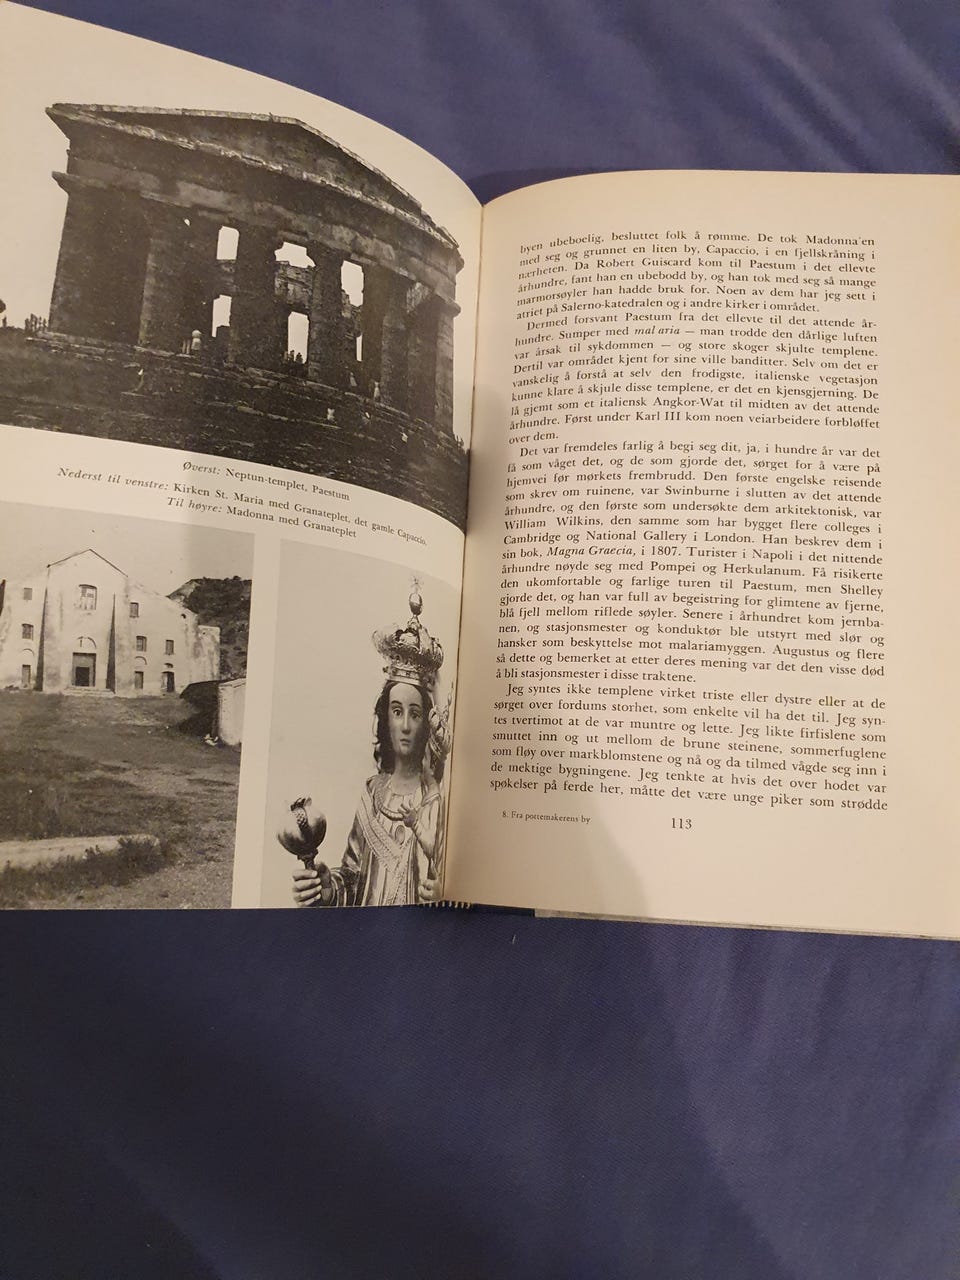 Øverst: Neptun-templet, Paestum
Nederst til venstre: Kirken St. Maria med Granateplet, det gamle Capaccio.
Til høyre: Madonna med Granateplet
byen ubeboelig, besluttet folk å rømme. De tok Madonna'en
med seg og grunnet en liten by, Capaccio, i en fjellskråning i
nærheten. Da Robert Guiscard kom til Paestum i det ellevte
århundre, fant han en ubebodd by, og han tok med seg så mange
marmorsøyler han hadde bruk for. Noen av dem har jeg sett i
atriet på Salerno-katedralen og i andre kirker i området.
Dermed forsvant Paestum fra det ellevte til det attende år-
hundre. Sumper med mal aria — man trodde den dårlige luften
var årsak til sykdommen — og store skoger skjulte templene.
Dertil var området kjent for sine ville banditter. Selv om det er
vanskelig å forstå at selv den frodigste, italienske vegetasjon
kunne klare å skjule disse templene, er det en kjensgjerning. De
lå gjemt som et italiensk Angkor-Wat til midten av det attende
århundre. Først under Karl III kom noen veiarbeidere forbløffet
over dem.
Det var fremdeles farlig å begi seg dit, ja, i hundre år var det
få som våget det, og de som gjorde det, sørget for å være på
hjemvei før mørkets frembrudd. Den første engelske reisende
som skrev om ruinene, var Swinburne i slutten av det attende
århundre, og den første som undersøkte dem arkitektonisk, var
William Wilkins, den samme som har bygget flere colleges i
Cambridge og National Gallery i London. Han beskrev dem i
sin bok, Magna Graecia, i 1807. Turister i Napoli i det nittende
århundre nøyde seg med Pompei og Herkulanum. Få risikerte
den ukomfortable og farlige turen til Paestum, men Shelley
gjorde det, og han var full av begeistring for glimtene av fjerne,
blå fjell mellom riflede søyler. Senere i århundret kom jernba-
nen, og stasjonsmester og konduktør ble utstyrt med slør og
hansker som beskyttelse mot malariamyggen. Augustus og flere
så dette og bemerket at etter deres mening var det den visse død
å bli stasjonsmester i disse traktene.
Jeg syntes ikke templene virket triste eller dystre eller at de
sørget over fordums storhet, som enkelte vil ha det til. Jeg syn-
tes tvertimot at de var muntre og lette. Jeg likte firfislene som
smuttet inn og ut mellom de brune steinene, sommerfuglene
som fløy over markblomstene og nå og da tilmed vågde seg inn i
de mektige bygningene. Jeg tenkte at hvis det over hodet var
spøkelser på ferde her, måtte det være unge piker som strødde
8. Fra pottemakerens by
113